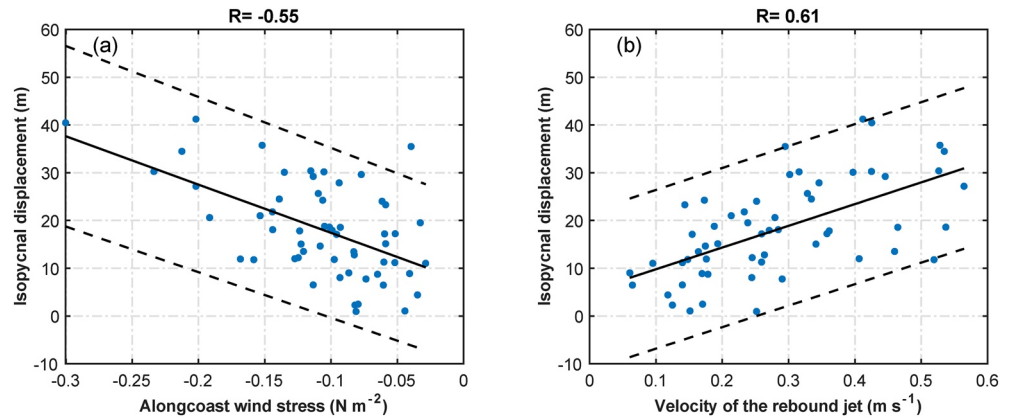 R= -0.55
(a)
60
50
40
30
20
10
0
-10
Isopycnal displacement (m)
-0.3 -0.25 -0.2 -0.15 -0.1 -0.05 0
Alongcoast wind stress (N m-2)
R= 0.61
(b)
60
50
40
30
20
10
0
-10
Isopycnal displacement (m)
0 0.1 0.2 0.3 0.4 0.5 0.6
Velocity of the rebound jet (m s-1)